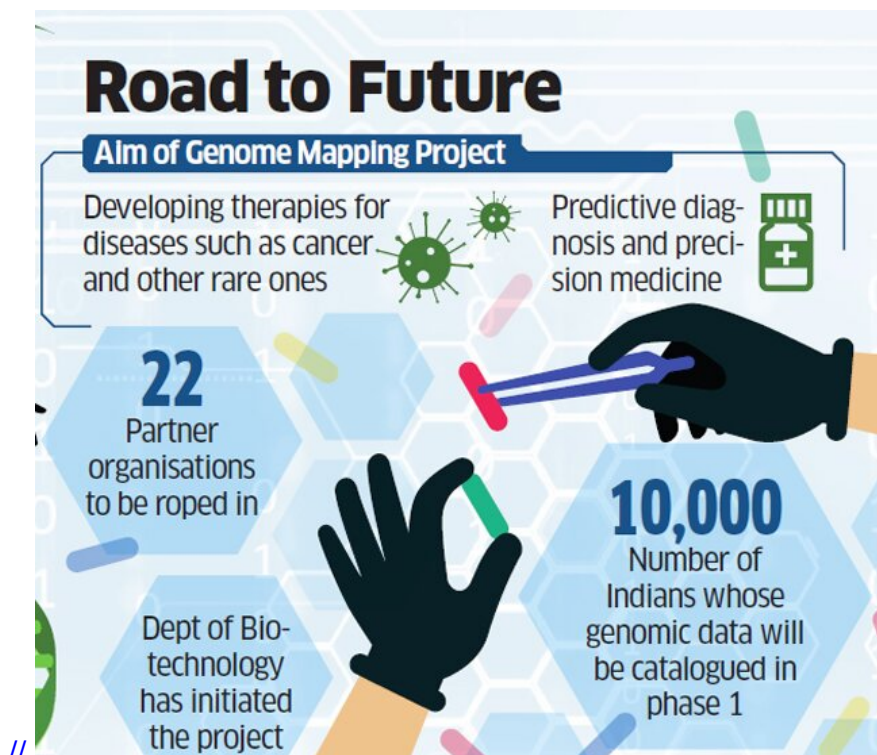 Road to Future
Aim of Genome Mapping Project
Developing therapies for
diseases such as cancer
and other rare ones
Predictive diag-
nosis and preci-
sion medicine
22
Partner
organisations
to be roped in
10,000
Number of
Indians whose
genomic data will
be catalogued in
phase 1
Dept of Bio-
technology
has initiated
the project
//